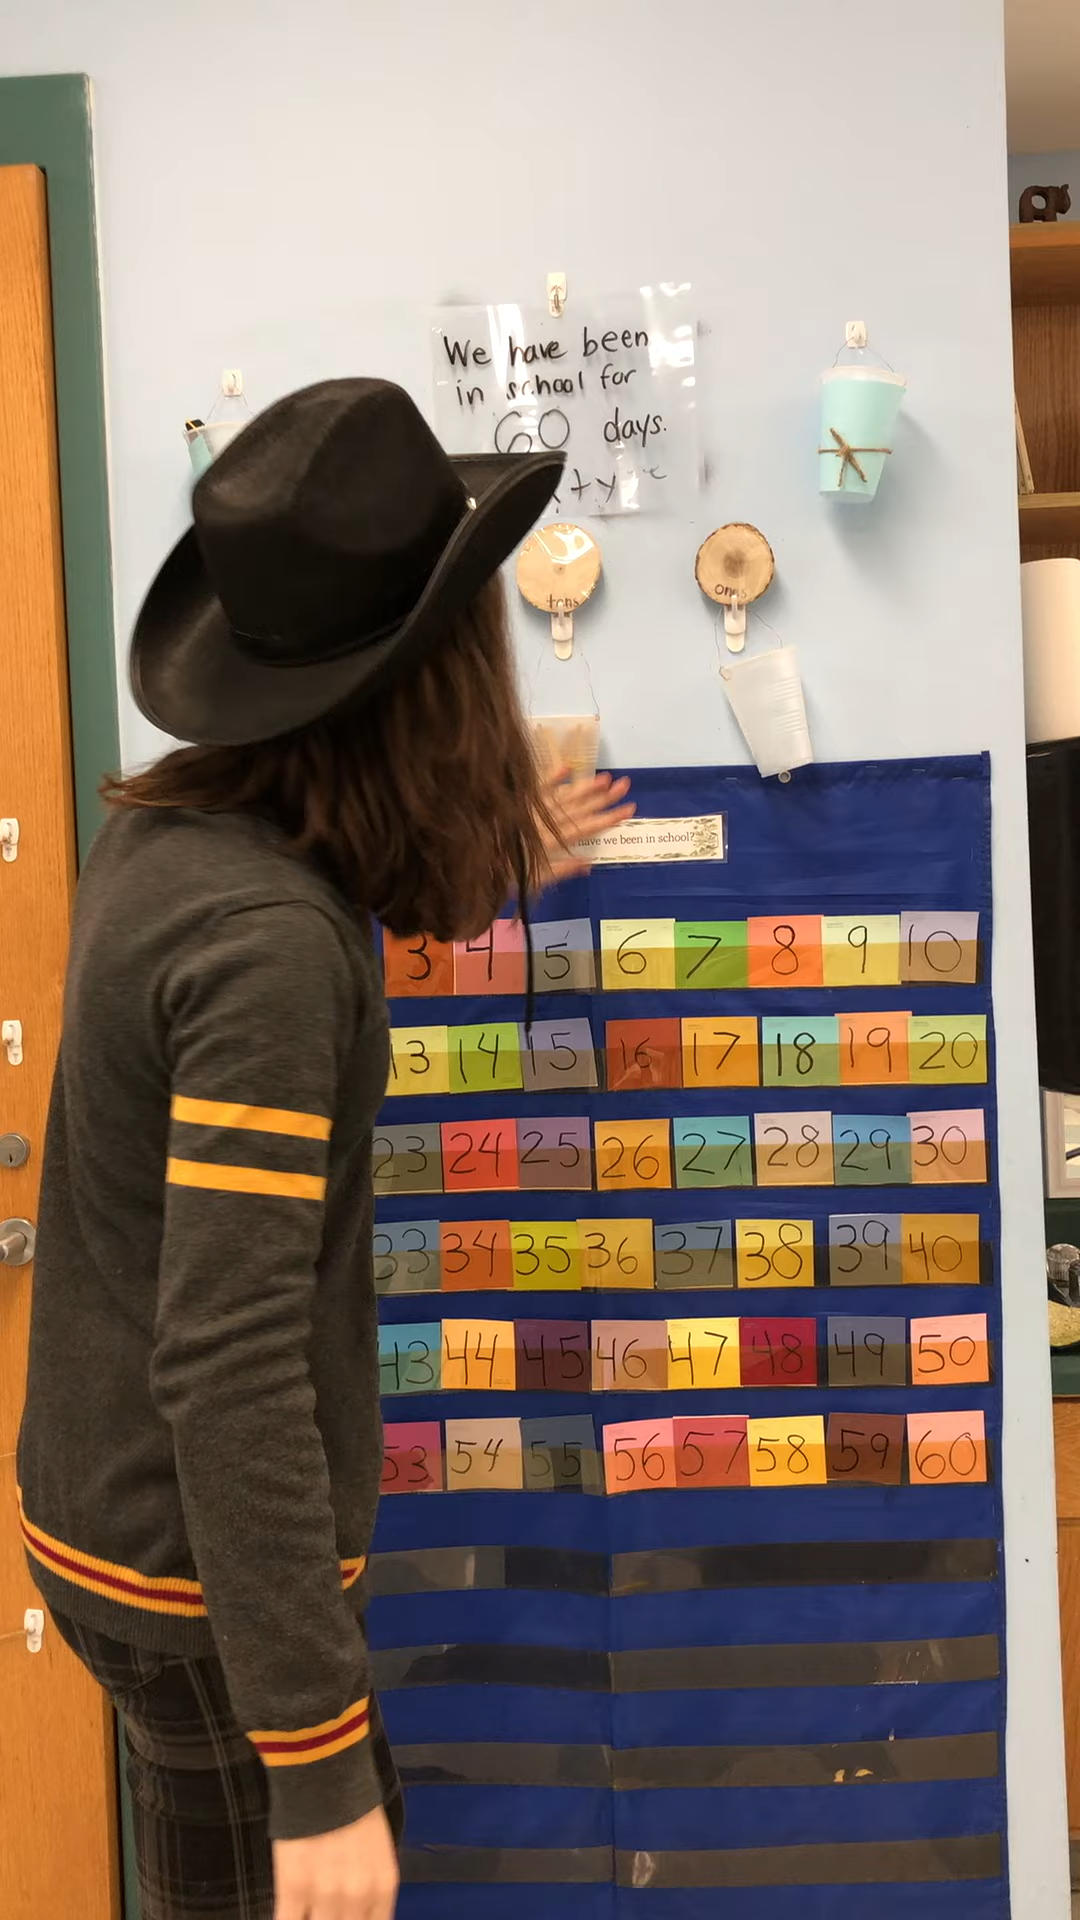 We have been
in school for
60 days.
tens
ones
have we been in school?
3 4 5 6 7 8 9 10
13 14 15 16 17 18 19 20
23 24 25 26 27 28 29 30
33 34 35 36 37 38 39 40
43 44 45 46 47 48 49 50
53 54 55 56 57 58 59 60